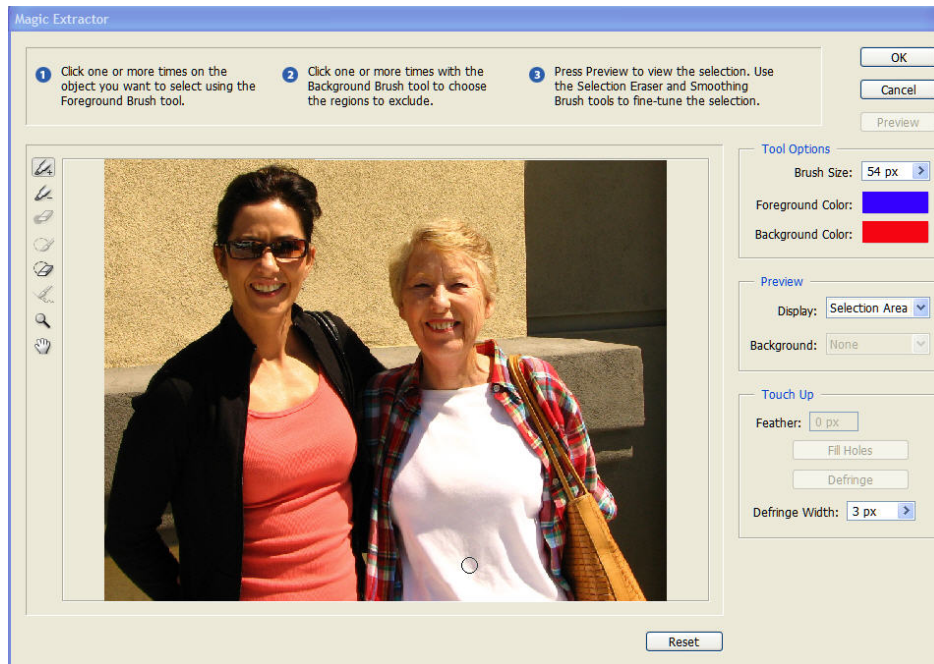 Magic Extractor
1 Click one or more times on the
object you want to select using the
Foreground Brush tool.
2 Click one or more times with the
Background Brush tool to choose
the regions to exclude.
3 Press Preview to view the selection. Use
the Selection Eraser and Smoothing
Brush tools to fine-tune the selection.
OK
Cancel
Preview
Tool Options
Brush Size: 54 px
Foreground Color:
Background Color:
Preview
Display: Selection Area
Background: None
Touch Up
Feather: 0 px
Fill Holes
Defringe
Defringe Width: 3 px
Reset